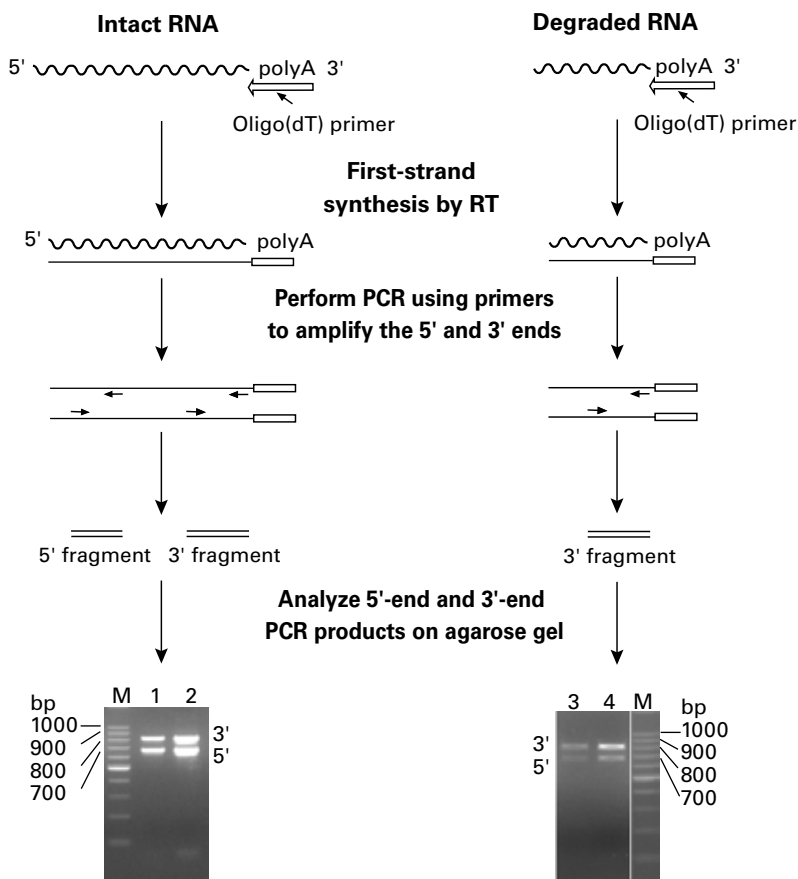 Intact RNA
Degraded RNA
5' polyA 3'
Oligo(dT) primer
polyA 3'
Oligo(dT) primer
First-strand
synthesis by RT
5' polyA
polyA
Perform PCR using primers
to amplify the 5' and 3' ends
5' fragment 3' fragment
3' fragment
Analyze 5'-end and 3'-end
PCR products on agarose gel
bp M 1 2
1000
900
800
700
3'
5'
3 4 M bp
3'
5'
1000
900
800
700